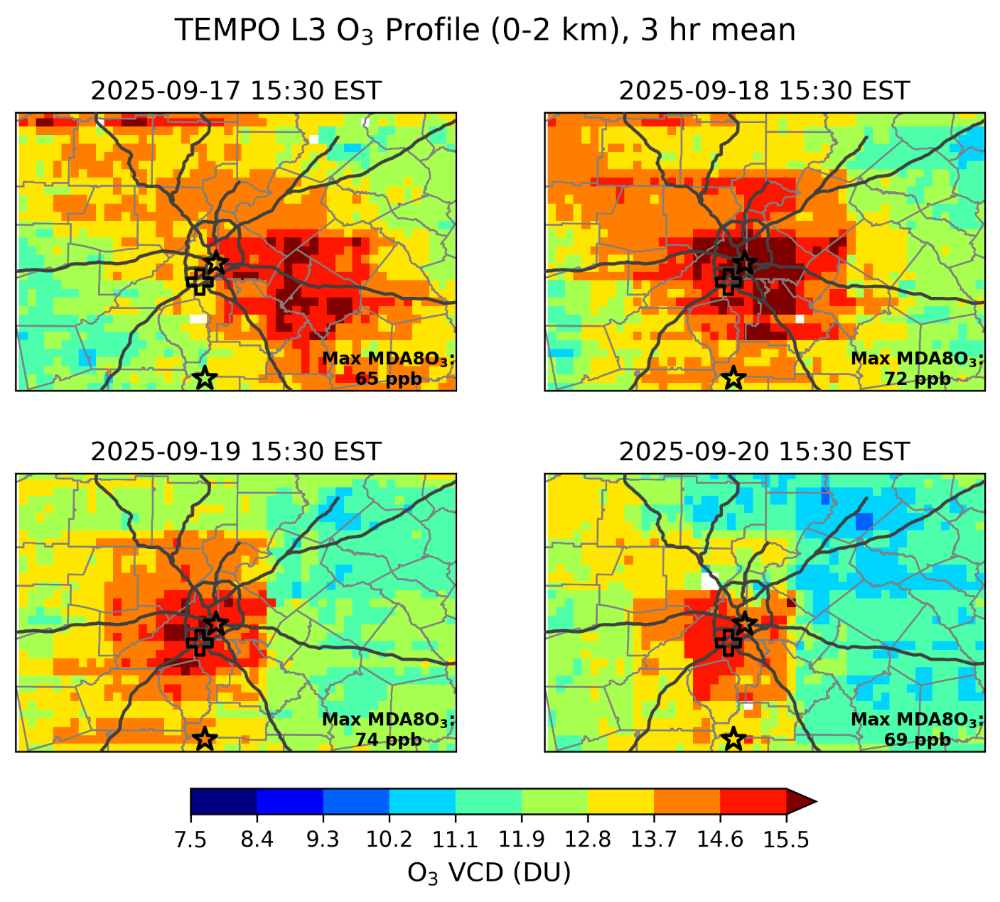 TEMPO L3 O₃ Profile (0-2 km), 3 hr mean
2025-09-17 15:30 EST
2025-09-18 15:30 EST
Max MDA8O₃:
65 ppb
Max MDA8O₃:
72 ppb
2025-09-19 15:30 EST
2025-09-20 15:30 EST
Max MDA8O₃:
74 ppb
Max MDA8O₃:
69 ppb
7.5 8.4 9.3 10.2 11.1 11.9 12.8 13.7 14.6 15.5
O₃ VCD (DU)